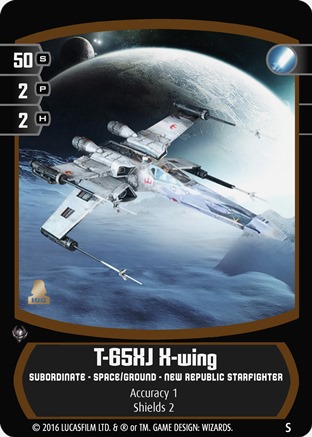 50 S
2 P
2 H
T-65XJ X-wing
SUBORDINATE - SPACE/GROUND - NEW REPUBLIC STARFIGHTER
Accuracy 1
Shields 2
© 2016 LUCASFILM LTD. & ® or TM. GAME DESIGN: WIZARDS.
S